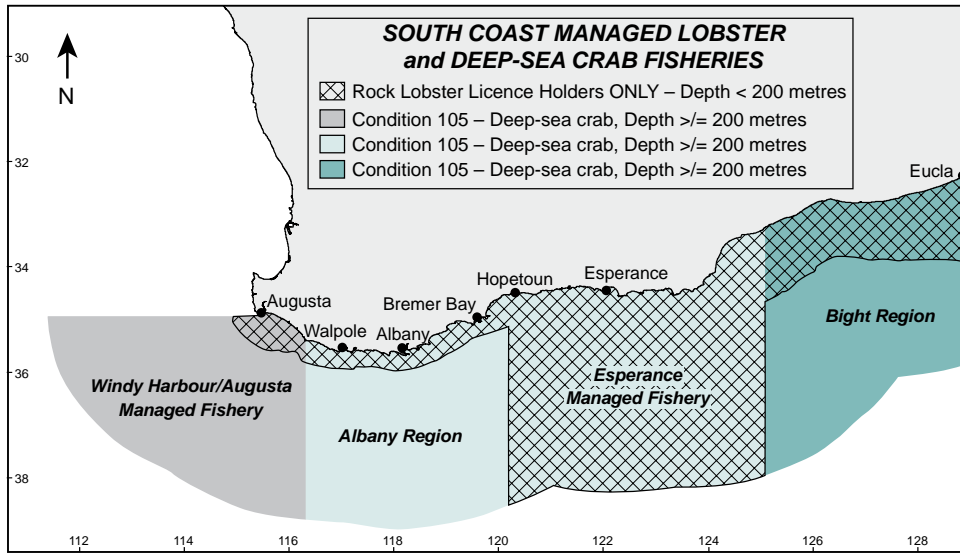 SOUTH COAST MANAGED LOBSTER
and DEEP-SEA CRAB FISHERIES
Rock Lobster Licence Holders ONLY – Depth < 200 metres
Condition 105 – Deep-sea crab, Depth >/= 200 metres
Condition 105 – Deep-sea crab, Depth >/= 200 metres
Condition 105 – Deep-sea crab, Depth >/= 200 metres
N
30
32
34
36
38
Eucla
Hopetoun
Esperance
Augusta
Bremer Bay
Walpole
Albany
Bight Region
Windy Harbour/Augusta
Managed Fishery
Esperance
Managed Fishery
Albany Region
112
114
116
118
120
122
124
126
128